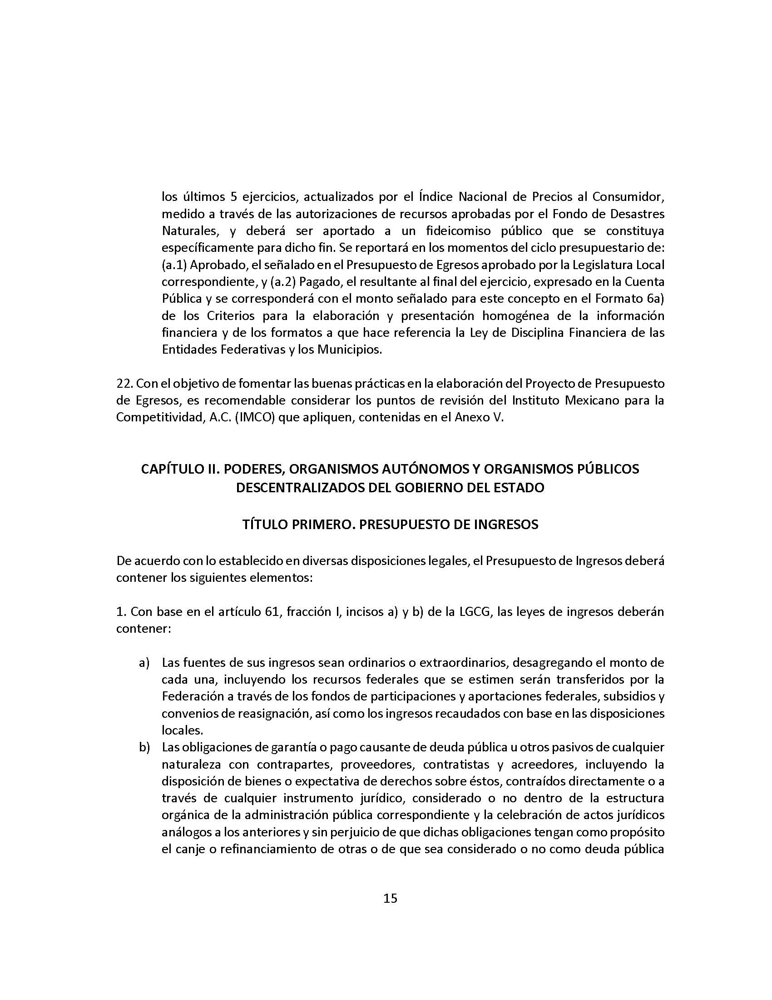 los últimos 5 ejercicios, actualizados por el Índice Nacional de Precios al Consumidor,
medido a través de las autorizaciones de recursos aprobadas por el Fondo de Desastres
Naturales, y deberá ser aportado a un fideicomiso público que se constituya
específicamente para dicho fin. Se reportará en los momentos del ciclo presupuestario de:
(a.1) Aprobado, el señalado en el Presupuesto de Egresos aprobado por la Legislatura Local
correspondiente, y (a.2) Pagado, el resultante al final del ejercicio, expresado en la Cuenta
Pública y se corresponderá con el monto señalado para este concepto en el Formato 6a)
de los Criterios para la elaboración y presentación homogénea de la información
financiera y de los formatos a que hace referencia la Ley de Disciplina Financiera de las
Entidades Federativas y los Municipios.
22. Con el objetivo de fomentar las buenas prácticas en la elaboración del Proyecto de Presupuesto
de Egresos, es recomendable considerar los puntos de revisión del Instituto Mexicano para la
Competitividad, A.C. (IMCO) que apliquen, contenidas en el Anexo V.
CAPÍTULO II. PODERES, ORGANISMOS AUTÓNOMOS Y ORGANISMOS PÚBLICOS
DESCENTRALIZADOS DEL GOBIERNO DEL ESTADO
TÍTULO PRIMERO. PRESUPUESTO DE INGRESOS
De acuerdo con lo establecido en diversas disposiciones legales, el Presupuesto de Ingresos deberá
contener los siguientes elementos:
1. Con base en el artículo 61, fracción I, incisos a) y b) de la LGCG, las leyes de ingresos deberán
contener:
a) Las fuentes de sus ingresos sean ordinarios o extraordinarios, desagregando el monto de
cada una, incluyendo los recursos federales que se estimen serán transferidos por la
Federación a través de los fondos de participaciones y aportaciones federales, subsidios y
convenios de reasignación, así como los ingresos recaudados con base en las disposiciones
locales.
b) Las obligaciones de garantía o pago causante de deuda pública u otros pasivos de cualquier
naturaleza con contrapartes, proveedores, contratistas y acreedores, incluyendo la
disposición de bienes o expectativa de derechos sobre éstos, contraídos directamente o a
través de cualquier instrumento jurídico, considerado o no dentro de la estructura
orgánica de la administración pública correspondiente y la celebración de actos jurídicos
análogos a los anteriores y sin perjuicio de que dichas obligaciones tengan como propósito
el canje o refinanciamiento de otras o de que sea considerado o no como deuda pública
15